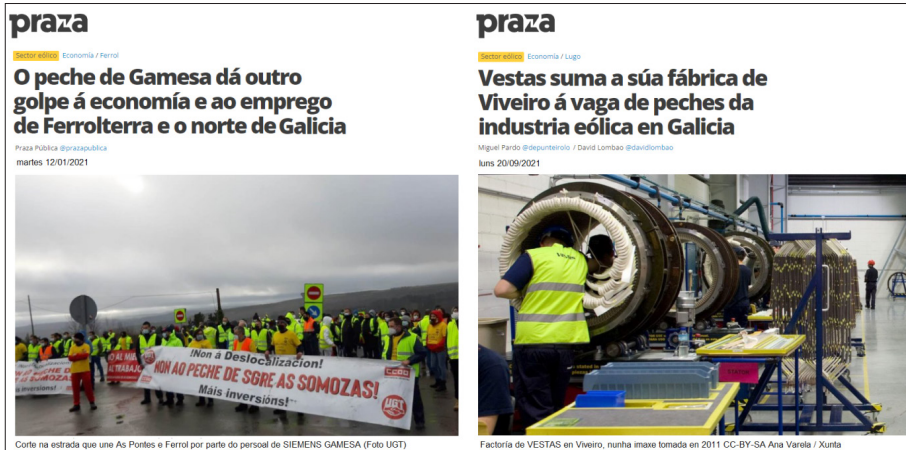 praza
Sector eólico Economía / Ferrol
O peche de Gamesa dá outro
golpe á economía e ao emprego
de Ferrolterra e o norte de Galicia
Praza Pública @prazapublica
martes 12/01/2021
¡Non á Deslocalizacion!
NON AO PECHE DE SGRE AS SOMOZAS!
Máis inversións!
CCOO
UGT
Corte na estrada que une As Pontes e Ferrol por parte do persoal de SIEMENS GAMESA (Foto UGT)
praza
Sector eólico Economía / Lugo
Vestas suma a súa fábrica de
Viveiro á vaga de peches da
industria eólica en Galicia
Miguel Pardo @depunteirolo / David Lombao @davidlombao
luns 20/09/2021
Factoría de VESTAS en Viveiro, nunha imaxe tomada en 2011 CC-BY-SA Ana Varela / Xunta